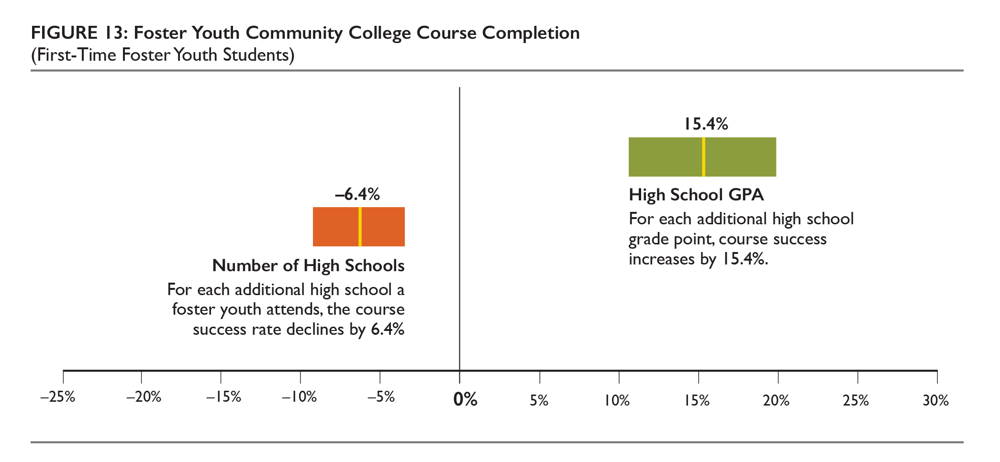 FIGURE 13: Foster Youth Community College Course Completion
(First-Time Foster Youth Students)
15.4%
High School GPA
For each additional high school
grade point, course success
increases by 15.4%.
–6.4%
Number of High Schools
For each additional high school a
foster youth attends, the course
success rate declines by 6.4%
–25% –20% –15% –10% –5% 0% 5% 10% 15% 20% 25% 30%